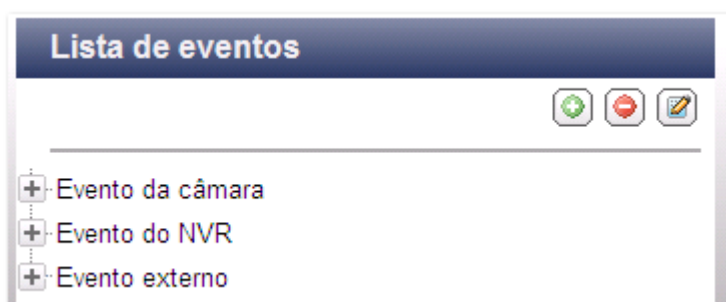 Lista de eventos
Evento da câmara
Evento do NVR
Evento externo